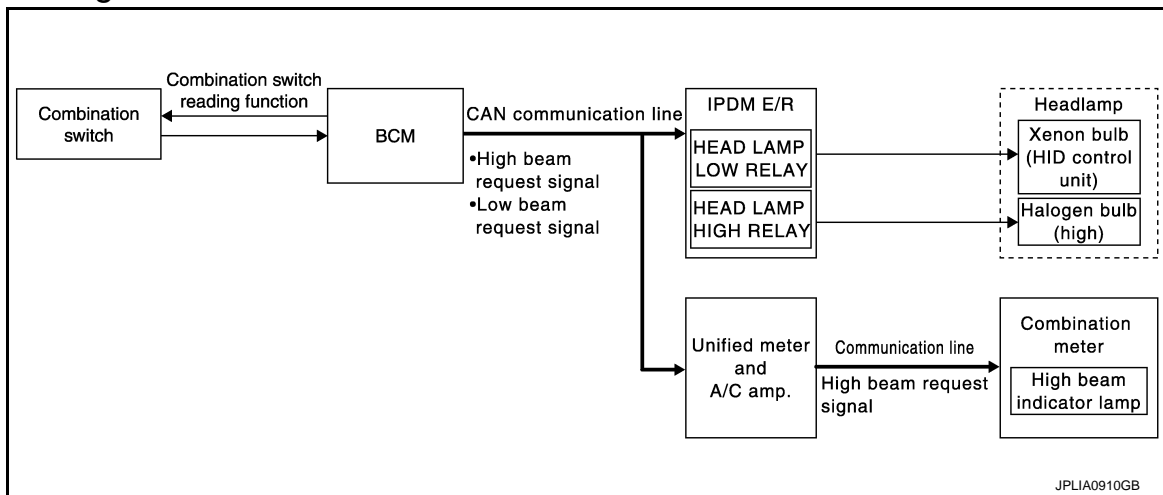 Combination
switch
Combination switch
reading function
BCM
CAN communication line
•High beam
request signal
•Low beam
request signal
IPDM E/R
HEAD LAMP
LOW RELAY
HEAD LAMP
HIGH RELAY
Headlamp
Xenon bulb
(HID control
unit)
Halogen bulb
(high)
Unified meter
and
A/C amp.
Communication line
High beam request
signal
Combination
meter
High beam
indicator lamp
JPLIA0910GB